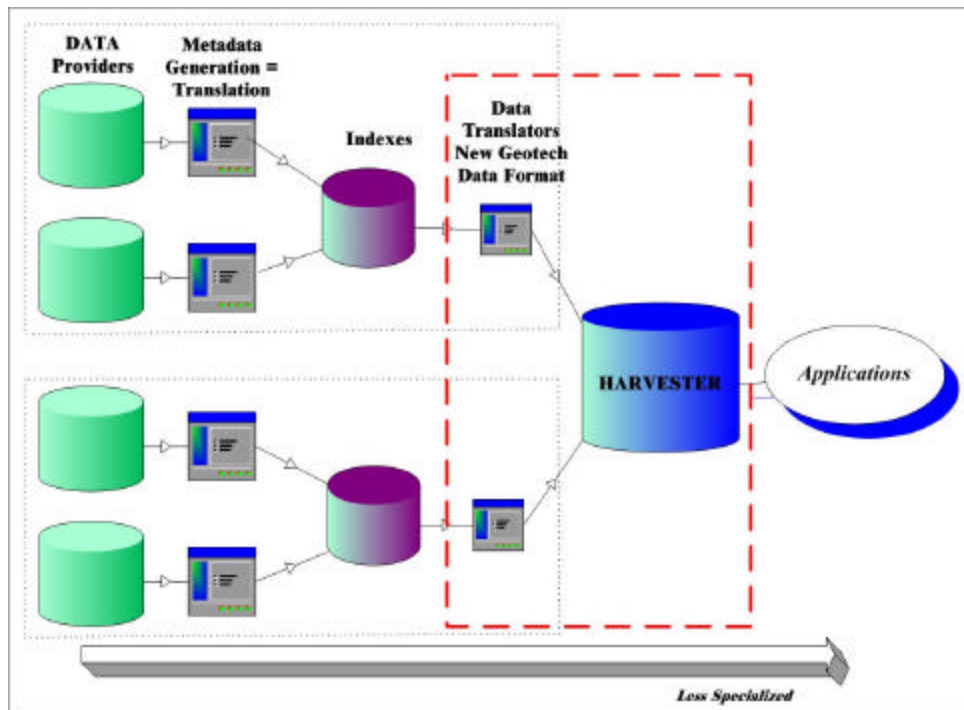 DATA
Providers
Metadata
Generation =
Translation
Indexes
Data
Translators
New Geotech
Data Format
HARVESTER
Applications
Less Specialized